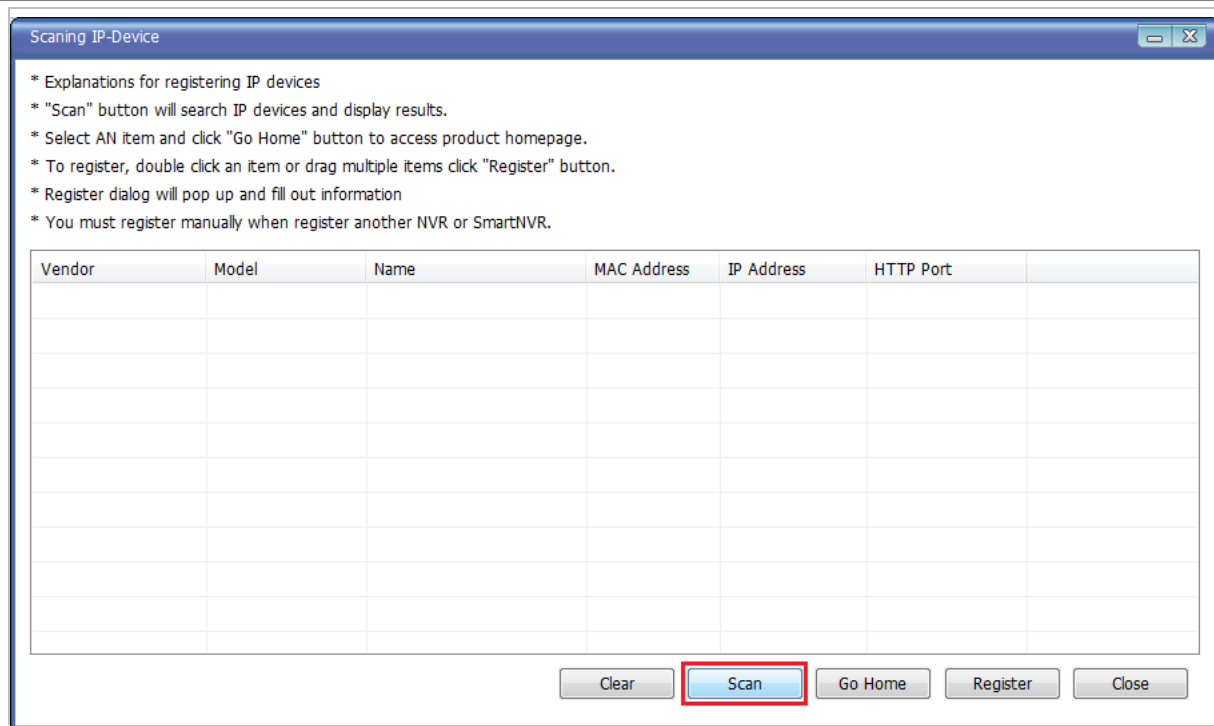 Scaning IP-Device
* Explanations for registering IP devices
* "Scan" button will search IP devices and display results.
* Select AN item and click "Go Home" button to access product homepage.
* To register, double click an item or drag multiple items click "Register" button.
* Register dialog will pop up and fill out information
* You must register manually when register another NVR or SmartNVR.
Vendor Model Name MAC Address IP Address HTTP Port
Clear Scan Go Home Register Close